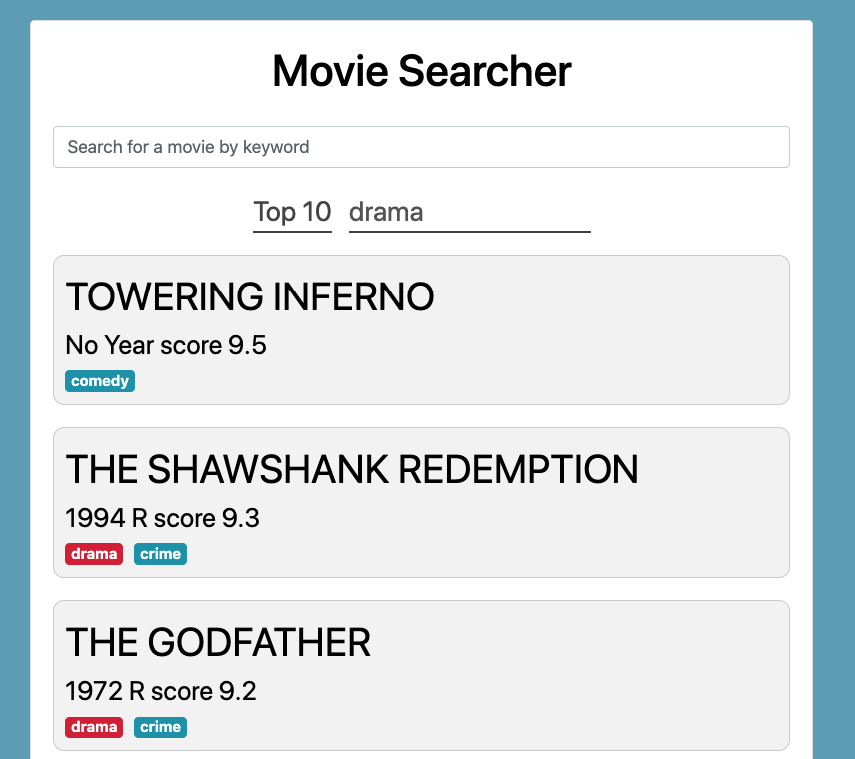 Movie Searcher
Search for a movie by keyword
Top 10 drama
TOWERING INFERNO
No Year score 9.5
comedy
THE SHAWSHANK REDEMPTION
1994 R score 9.3
drama crime
THE GODFATHER
1972 R score 9.2
drama crime